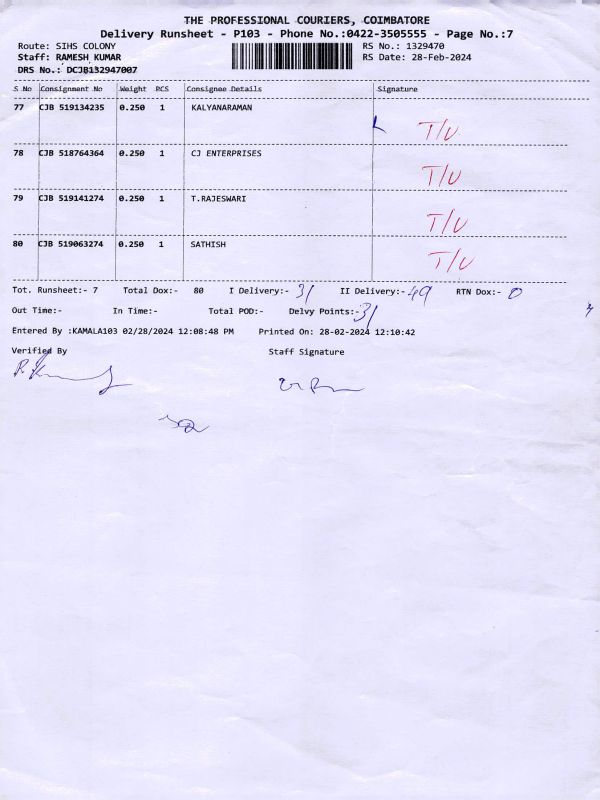 THE PROFESSIONAL COURIERS, COIMBATORE
Delivery Runsheet - P103 - Phone No.:0422-3505555 - Page No.:7
Route: SIHS COLONY RS No.: 1329470
Staff: RAMESH KUMAR RS Date: 28-Feb-2024
DRS No.: DCJB132947007
S No Consignment No Weight PCS Consignee Details Signature
77 CJB 519134235 0.250 1 KALYANARAMAN T/U
78 CJB 518764364 0.250 1 CJ ENTERPRISES T/U
79 CJB 519141274 0.250 1 T.RAJESWARI T/U
80 CJB 519063274 0.250 1 SATHISH T/U
Tot. Runsheet:- 7 Total Dox:- 80 I Delivery:- 31 II Delivery:- 49 RTN Dox:- 0
Out Time:- In Time:- Total POD:- Delvy Points:- 31
Entered By :KAMALA103 02/28/2024 12:08:48 PM Printed On: 28-02-2024 12:10:42
Verified By Staff Signature